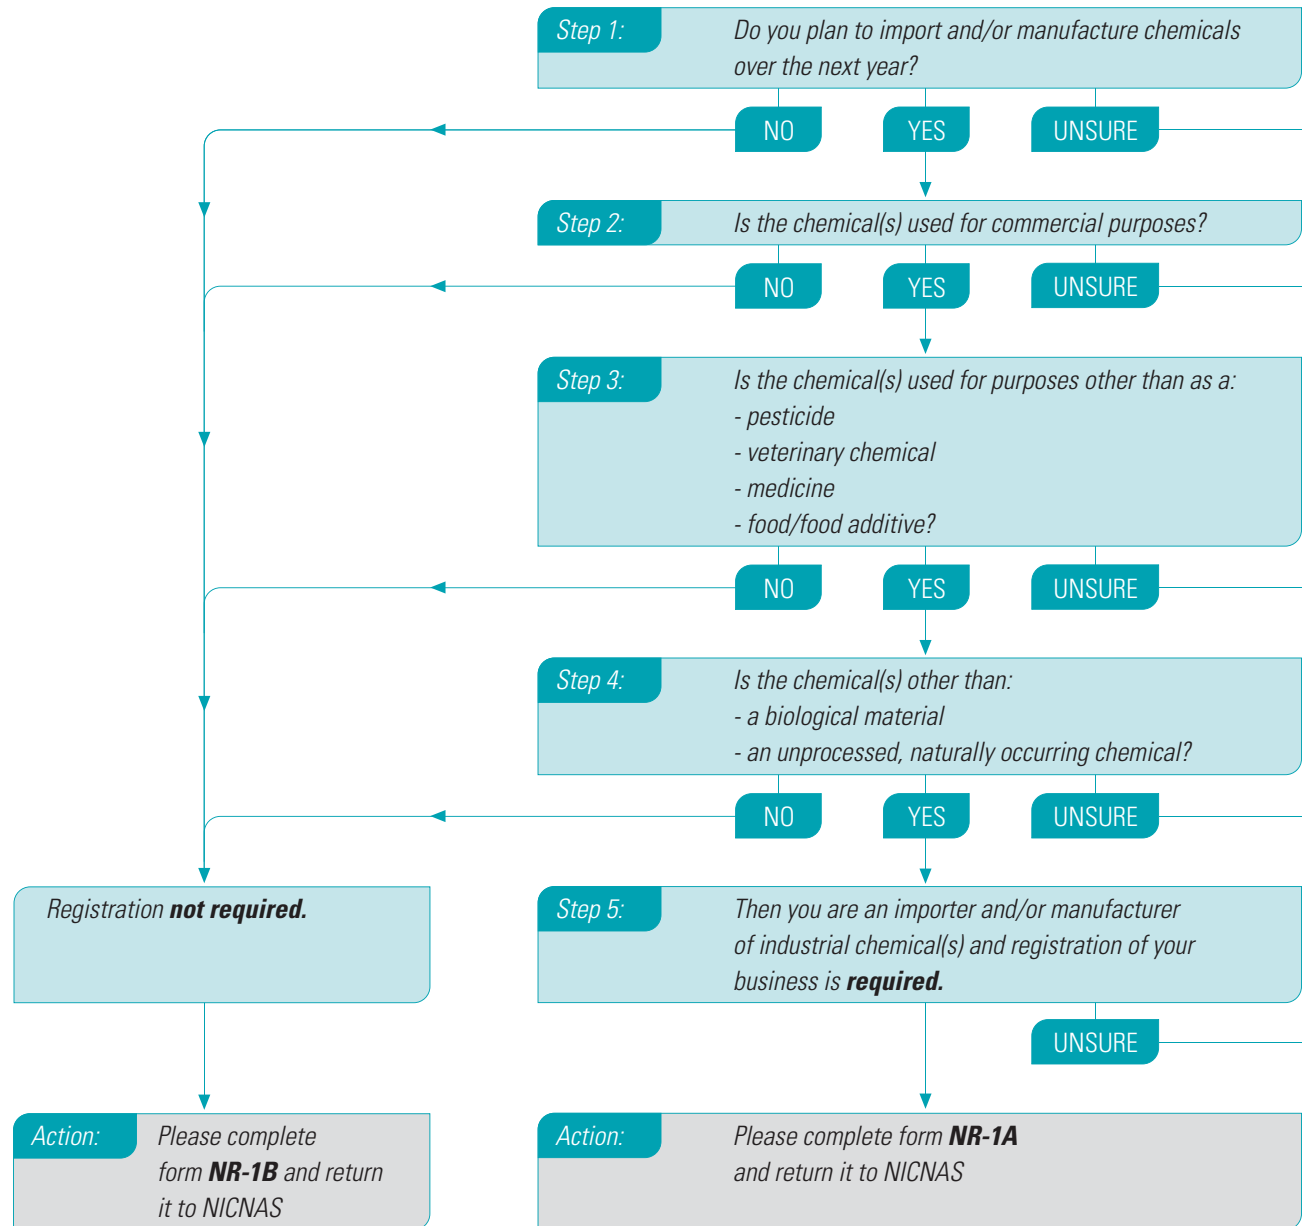 Step 1:
Do you plan to import and/or manufacture chemicals
over the next year?
NO
YES
UNSURE
Step 2:
Is the chemical(s) used for commercial purposes?
NO
YES
UNSURE
Step 3:
Is the chemical(s) used for purposes other than as a:
- pesticide
- veterinary chemical
- medicine
- food/food additive?
NO
YES
UNSURE
Step 4:
Is the chemical(s) other than:
- a biological material
- an unprocessed, naturally occurring chemical?
NO
YES
UNSURE
Registration not required.
Step 5:
Then you are an importer and/or manufacturer
of industrial chemical(s) and registration of your
business is required.
UNSURE
Action:
Please complete
form NR-1B and return
it to NICNAS
Action:
Please complete form NR-1A
and return it to NICNAS